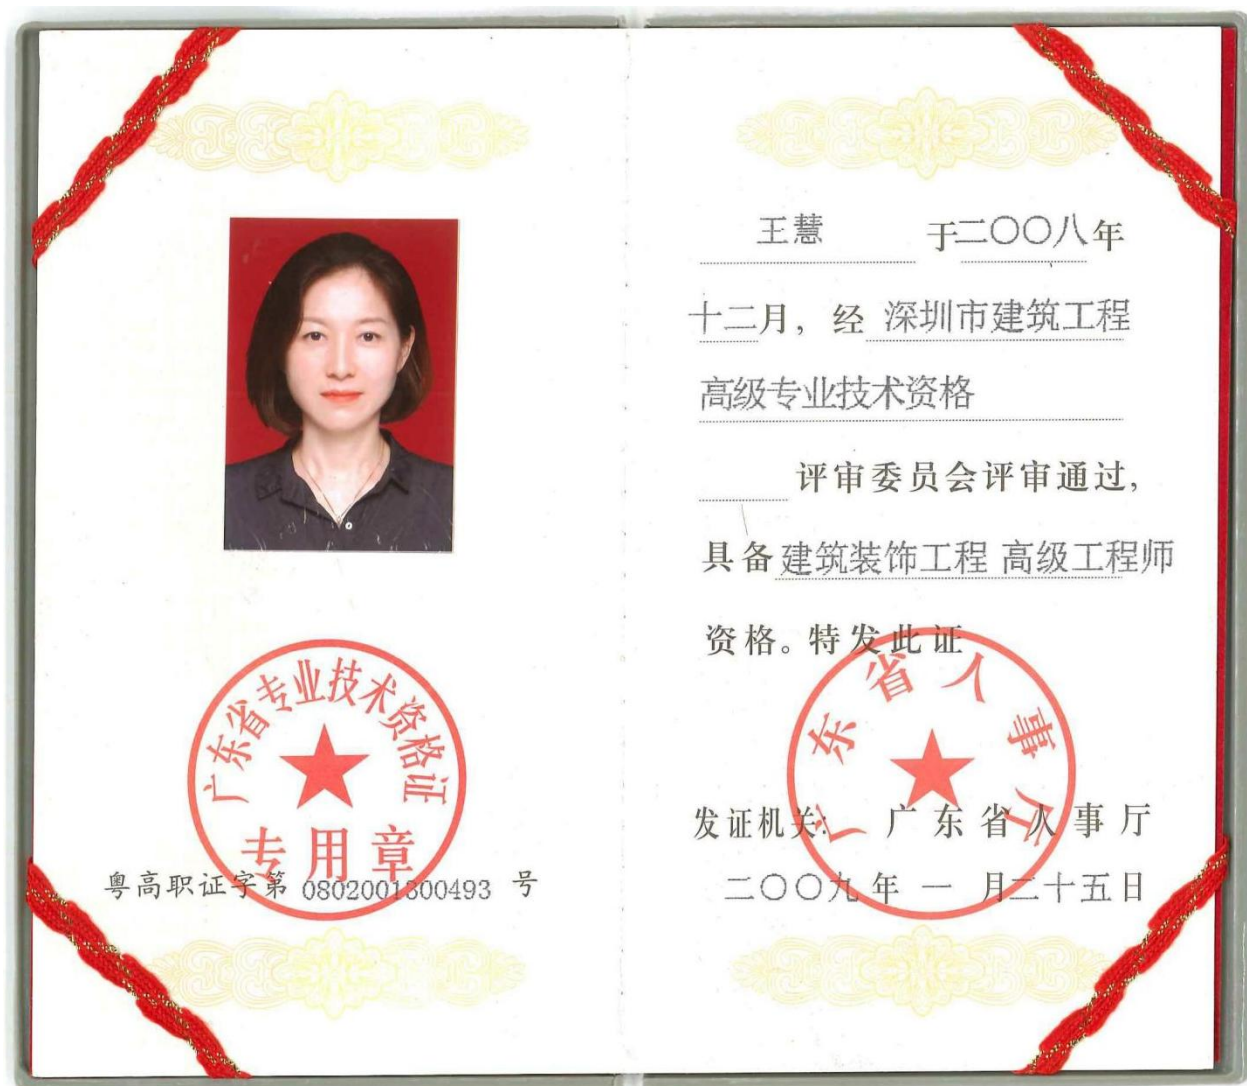 广东省专业技术资格证
专用章
粤高职证字第 0802001300493 号
王慧 于二〇〇八年
十二月，经 深圳市建筑工程
高级专业技术资格
评审委员会评审通过，
具备 建筑装饰工程 高级工程师
资格。特发此证
广东省人事厅
发证机关: 广东省人事厅
二〇〇九年 一 月二十五日